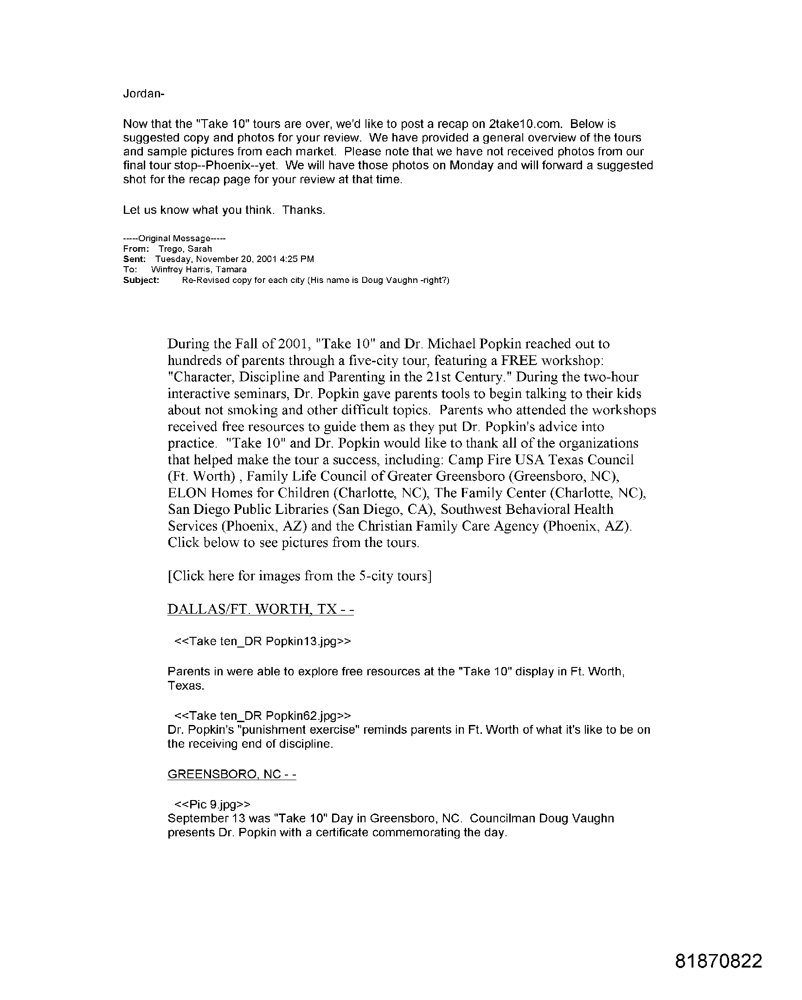 Jordan-
Now that the "Take 10" tours are over, we'd like to post a recap on 2take10.com. Below is
suggested copy and photos for your review. We have provided a general overview of the tours
and sample pictures from each market. Please note that we have not received photos from our
final tour stop--Phoenix--yet. We will have those photos on Monday and will forward a suggested
shot for the recap page for your review at that time.
Let us know what you think. Thanks.
-----Original Message-----
From: Trego, Sarah
Sent: Tuesday, November 20, 2001 4:25 PM
To: Winfrey Harris, Tamara
Subject: Re-Revised copy for each city (His name is Doug Vaughn -right?)
During the Fall of 2001, "Take 10" and Dr. Michael Popkin reached out to
hundreds of parents through a five-city tour, featuring a FREE workshop:
"Character, Discipline and Parenting in the 21st Century." During the two-hour
interactive seminars, Dr. Popkin gave parents tools to begin talking to their kids
about not smoking and other difficult topics. Parents who attended the workshops
received free resources to guide them as they put Dr. Popkin's advice into
practice. "Take 10" and Dr. Popkin would like to thank all of the organizations
that helped make the tour a success, including: Camp Fire USA Texas Council
(Ft. Worth) , Family Life Council of Greater Greensboro (Greensboro, NC),
ELON Homes for Children (Charlotte, NC), The Family Center (Charlotte, NC),
San Diego Public Libraries (San Diego, CA), Southwest Behavioral Health
Services (Phoenix, AZ) and the Christian Family Care Agency (Phoenix, AZ).
Click below to see pictures from the tours.
[Click here for images from the 5-city tours]
DALLAS/FT. WORTH, TX - -
<<Take ten_DR Popkin13.jpg>>
Parents in were able to explore free resources at the "Take 10" display in Ft. Worth,
Texas.
<<Take ten_DR Popkin62.jpg>>
Dr. Popkin's "punishment exercise" reminds parents in Ft. Worth of what it's like to be on
the receiving end of discipline.
GREENSBORO, NC - -
<<Pic 9.jpg>>
September 13 was "Take 10" Day in Greensboro, NC. Councilman Doug Vaughn
presents Dr. Popkin with a certificate commemorating the day.
81870822